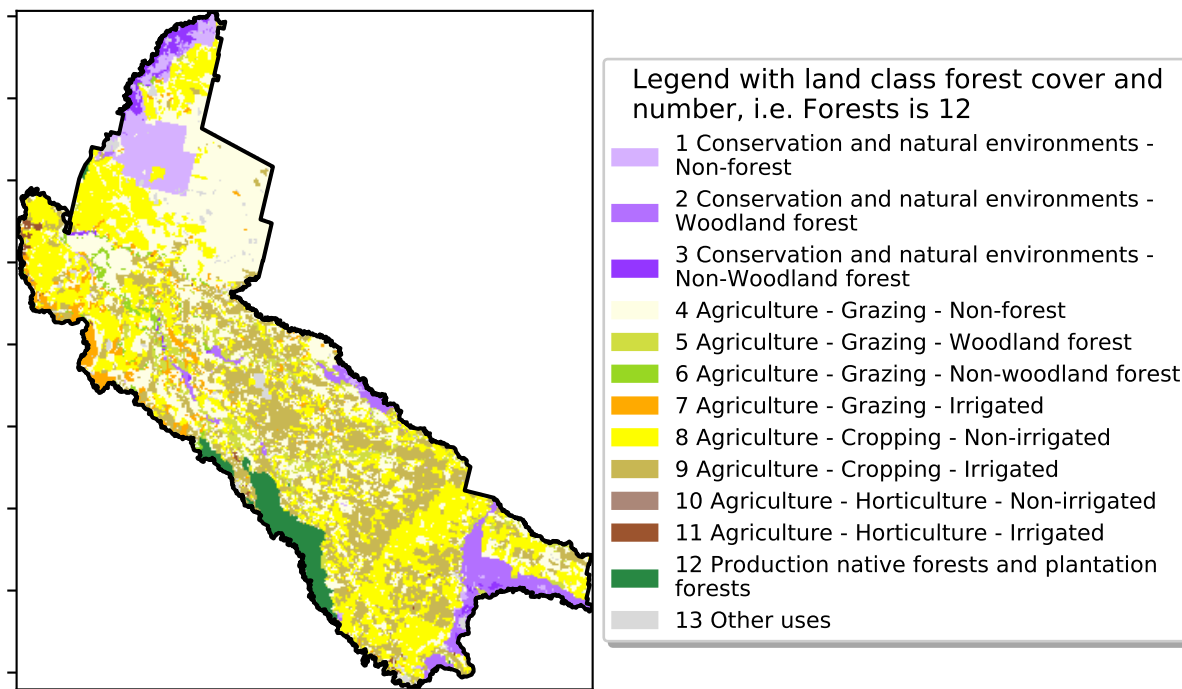 Legend with land class forest cover and
number, i.e. Forests is 12
1 Conservation and natural environments -
Non-forest
2 Conservation and natural environments -
Woodland forest
3 Conservation and natural environments -
Non-Woodland forest
4 Agriculture - Grazing - Non-forest
5 Agriculture - Grazing - Woodland forest
6 Agriculture - Grazing - Non-woodland forest
7 Agriculture - Grazing - Irrigated
8 Agriculture - Cropping - Non-irrigated
9 Agriculture - Cropping - Irrigated
10 Agriculture - Horticulture - Non-irrigated
11 Agriculture - Horticulture - Irrigated
12 Production native forests and plantation
forests
13 Other uses